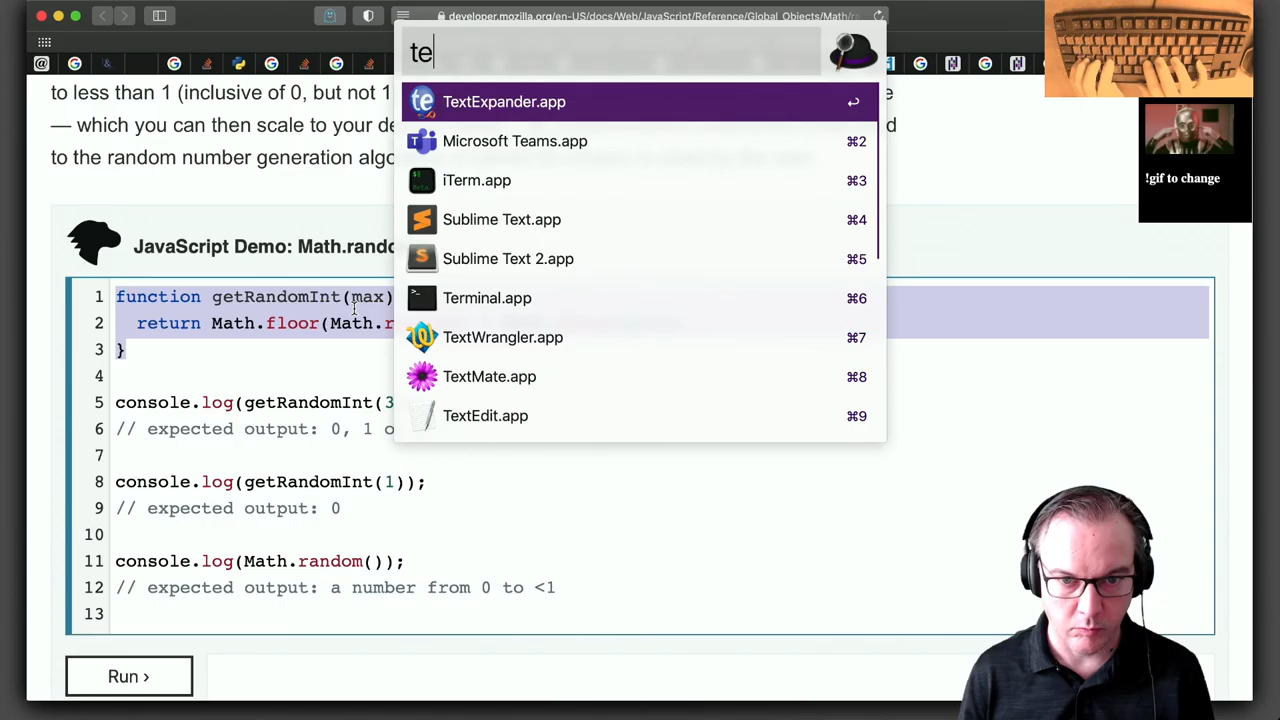 developer.mozilla.org/en-US/docs/Web/JavaScript/Reference/Global_Objects/Math/
te
TextExpander.app
Microsoft Teams.app ⌘2
iTerm.app ⌘3
Sublime Text.app ⌘4
Sublime Text 2.app ⌘5
Terminal.app ⌘6
TextWrangler.app ⌘7
TextMate.app ⌘8
TextEdit.app ⌘9
!gif to change
to less than 1 (inclusive of 0, but not 1
— which you can then scale to your de
to the random number generation algo
JavaScript Demo: Math.rando
1 function getRandomInt(max)
2 return Math.floor(Math.r
3 }
4
5 console.log(getRandomInt(3
6 // expected output: 0, 1 o
7
8 console.log(getRandomInt(1));
9 // expected output: 0
10
11 console.log(Math.random());
12 // expected output: a number from 0 to <1
13
Run ›